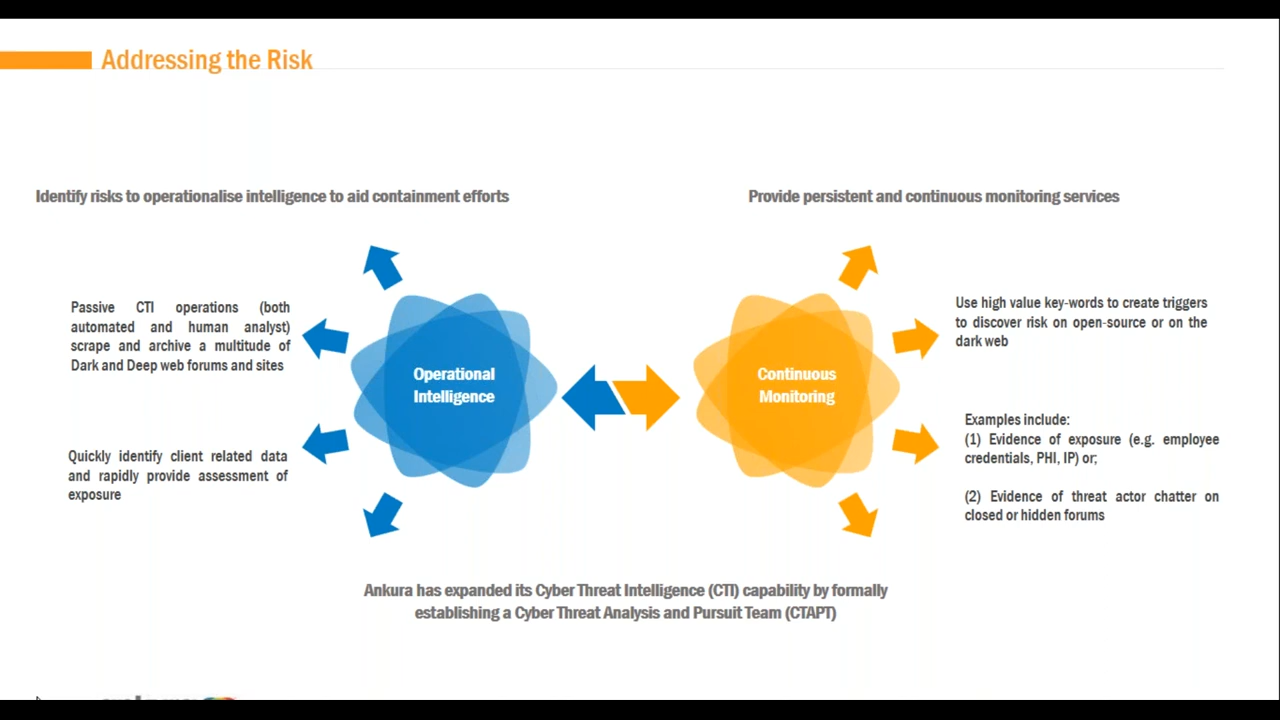 Addressing the Risk
Identify risks to operationalise intelligence to aid containment efforts
Provide persistent and continuous monitoring services
Passive CTI operations (both
automated and human analyst)
scrape and archive a multitude of
Dark and Deep web forums and sites
Quickly identify client related data
and rapidly provide assessment of
exposure
Operational
Intelligence
Continuous
Monitoring
Use high value key-words to create triggers
to discover risk on open-source or on the
dark web
Examples include:
(1) Evidence of exposure (e.g. employee
credentials, PHI, IP) or;
(2) Evidence of threat actor chatter on
closed or hidden forums
Ankura has expanded its Cyber Threat Intelligence (CTI) capability by formally
establishing a Cyber Threat Analysis and Pursuit Team (CTAPT)